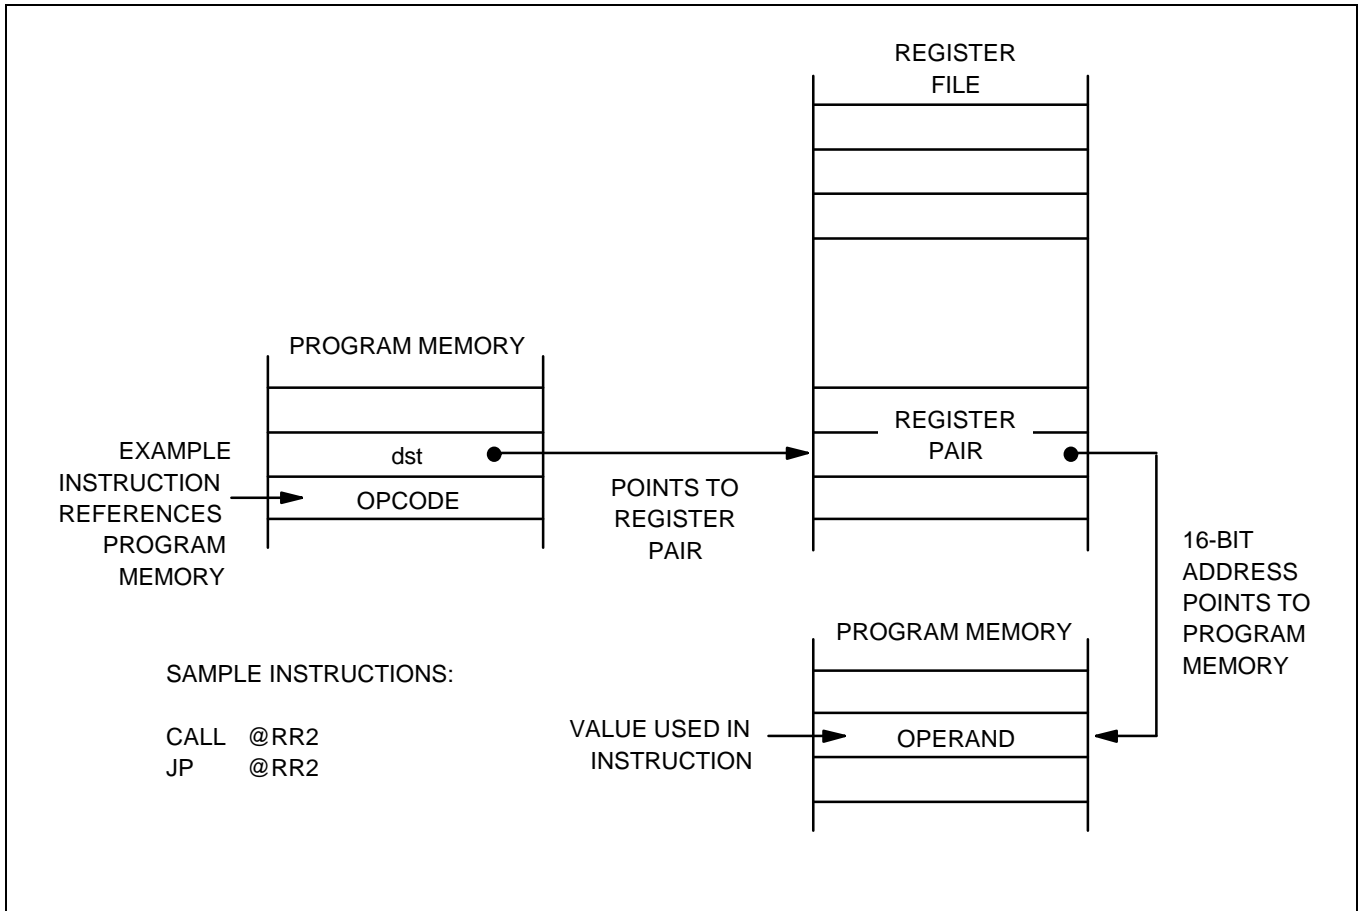 REGISTER
FILE
PROGRAM MEMORY
EXAMPLE
INSTRUCTION
REFERENCES
PROGRAM
MEMORY
dst
OPCODE
POINTS TO
REGISTER
PAIR
REGISTER
PAIR
16-BIT
ADDRESS
POINTS TO
PROGRAM
MEMORY
PROGRAM MEMORY
VALUE USED IN
INSTRUCTION
OPERAND
SAMPLE INSTRUCTIONS:
CALL @RR2
JP @RR2